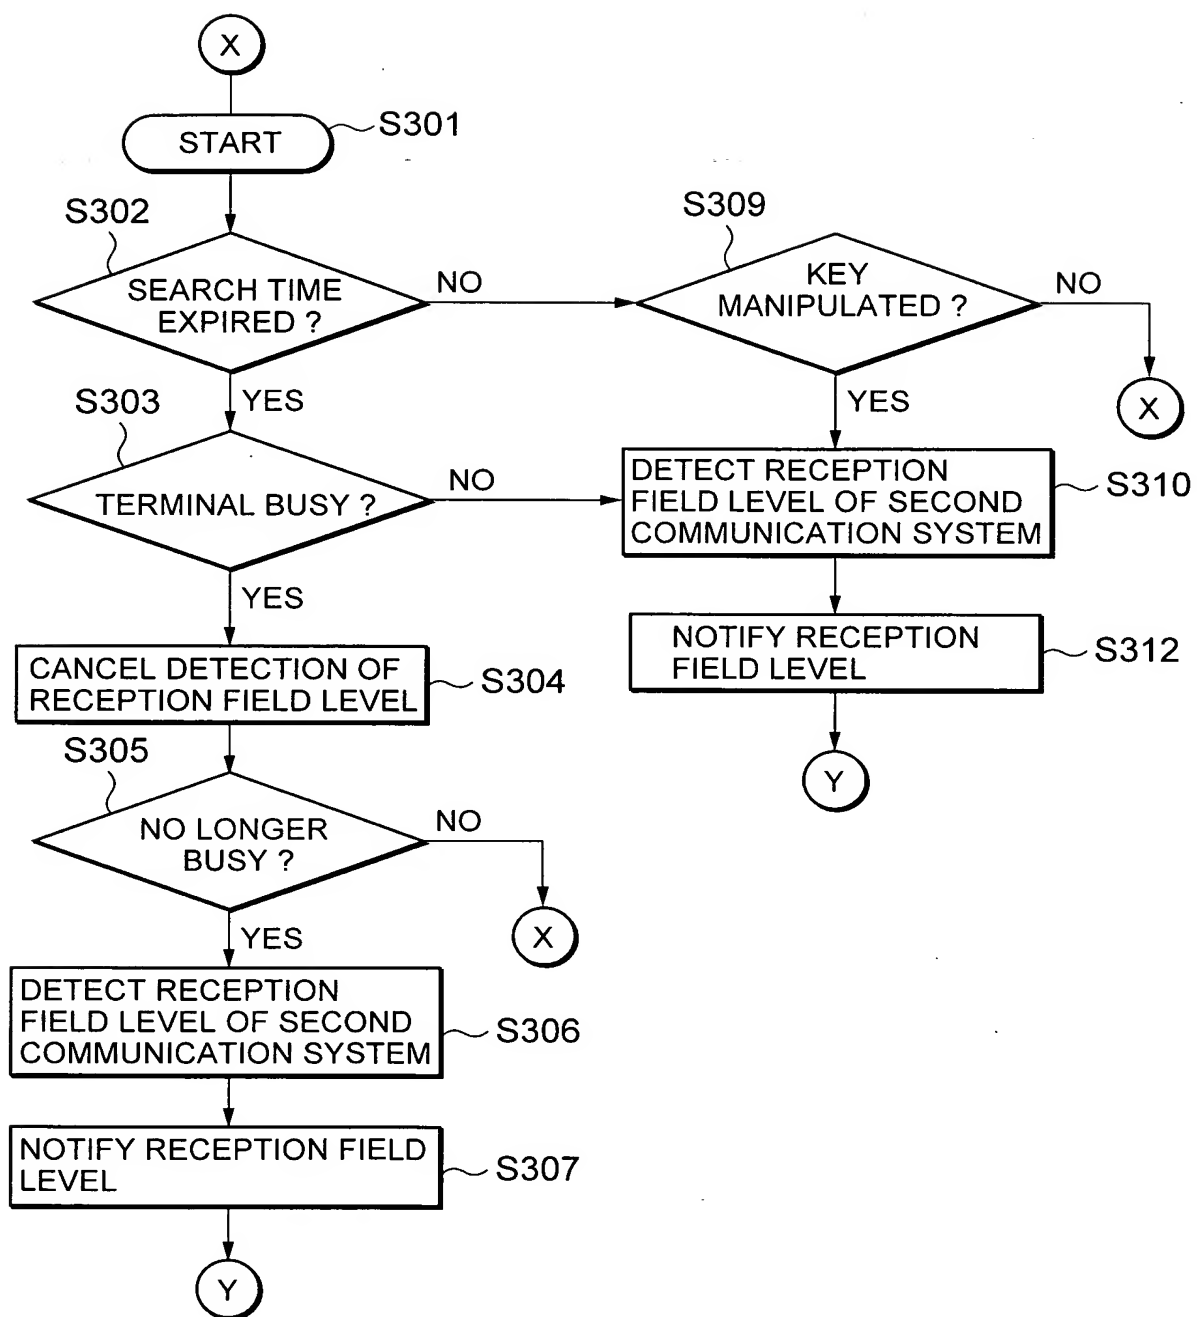 X
START
S301
S302
SEARCH TIME
EXPIRED ?
NO
YES
S309
KEY
MANIPULATED ?
NO
X
YES
S303
TERMINAL BUSY ?
NO
YES
DETECT RECEPTION
FIELD LEVEL OF SECOND
COMMUNICATION SYSTEM
S310
NOTIFY RECEPTION
FIELD LEVEL
S312
Y
CANCEL DETECTION OF
RECEPTION FIELD LEVEL
S304
S305
NO LONGER
BUSY ?
NO
X
YES
DETECT RECEPTION
FIELD LEVEL OF SECOND
COMMUNICATION SYSTEM
S306
NOTIFY RECEPTION FIELD
LEVEL
S307
Y